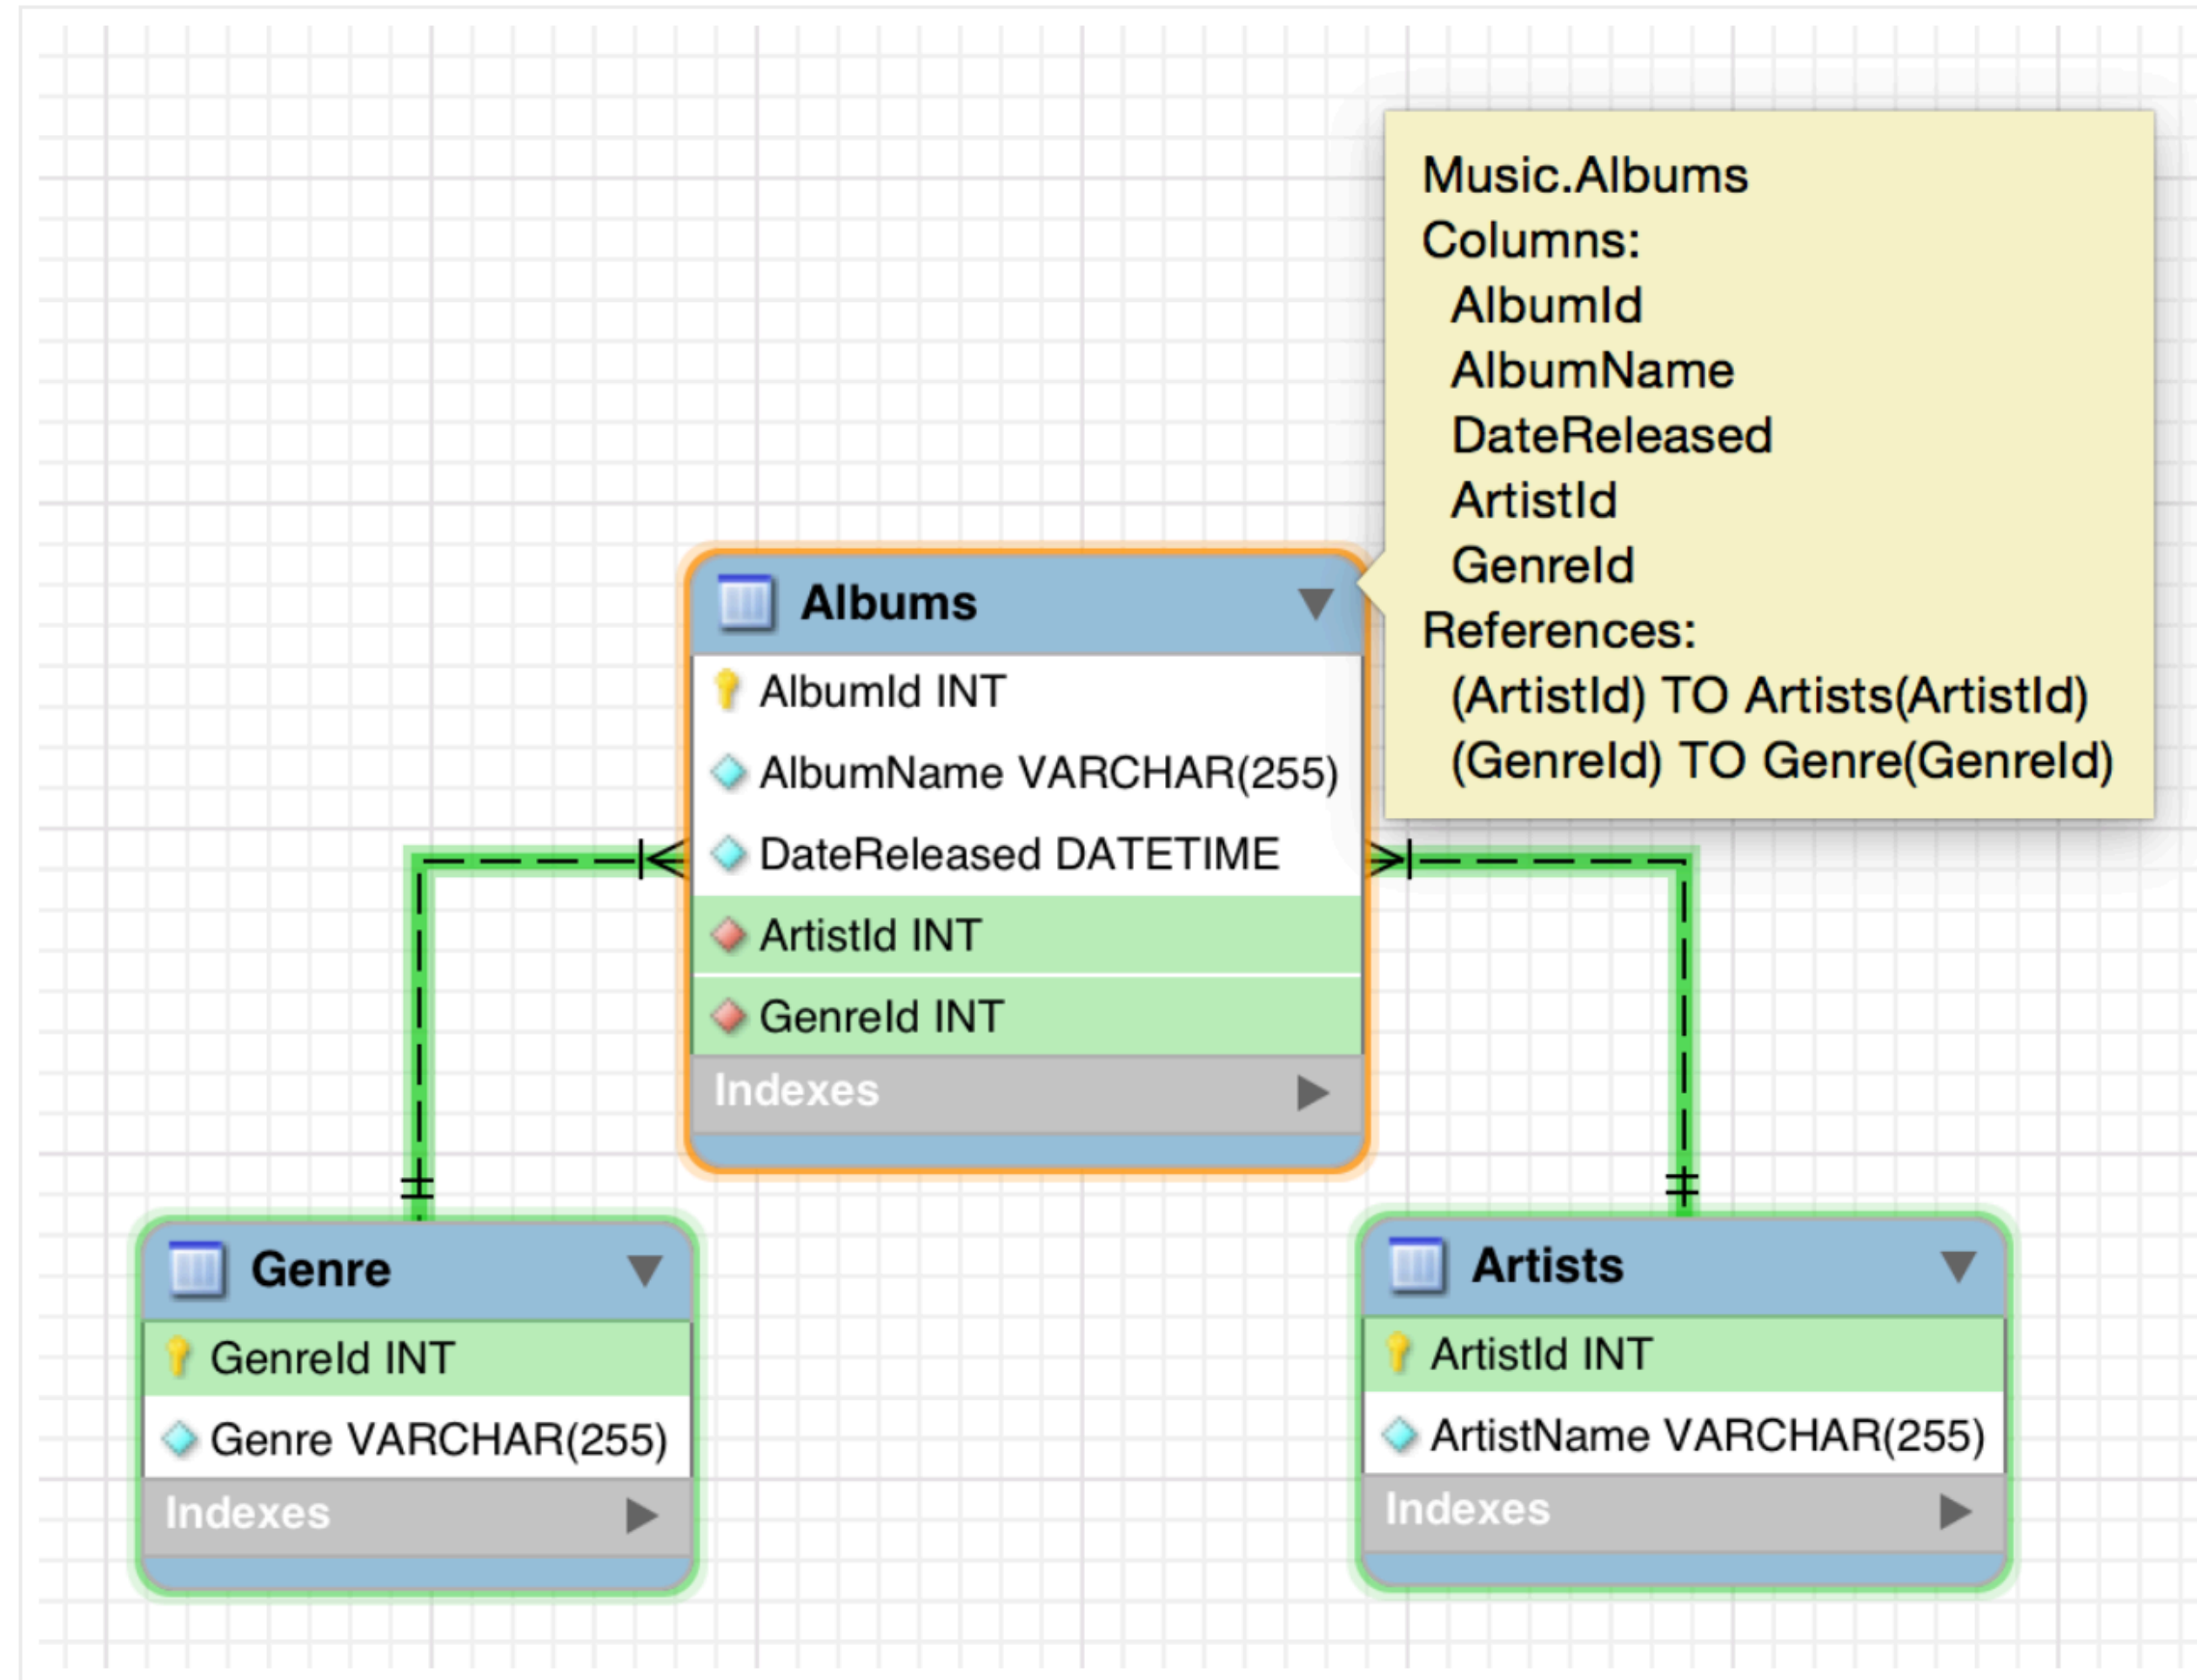 Music.Albums
Columns:
AlbumId
AlbumName
DateReleased
ArtistId
GenreId
References:
(ArtistId) TO Artists(ArtistId)
(GenreId) TO Genre(GenreId)
Albums
AlbumId INT
AlbumName VARCHAR(255)
DateReleased DATETIME
ArtistId INT
GenreId INT
Indexes
Genre
GenreId INT
Genre VARCHAR(255)
Indexes
Artists
ArtistId INT
ArtistName VARCHAR(255)
Indexes